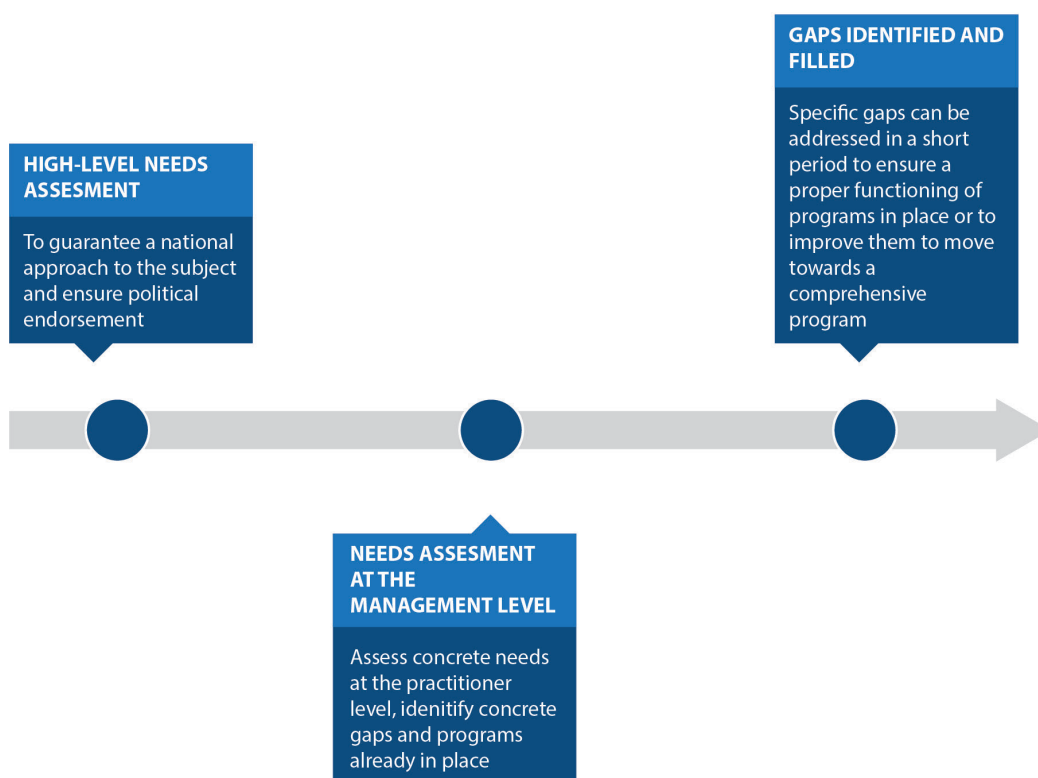 HIGH-LEVEL NEEDS
ASSESMENT
To guarantee a national
approach to the subject
and ensure political
endorsement
NEEDS ASSESMENT
AT THE
MANAGEMENT LEVEL
Assess concrete needs
at the practitioner
level, idenitify concrete
gaps and programs
already in place
GAPS IDENTIFIED AND
FILLED
Specific gaps can be
addressed in a short
period to ensure a
proper functioning of
programs in place or to
improve them to move
towards a
comprehensive
program